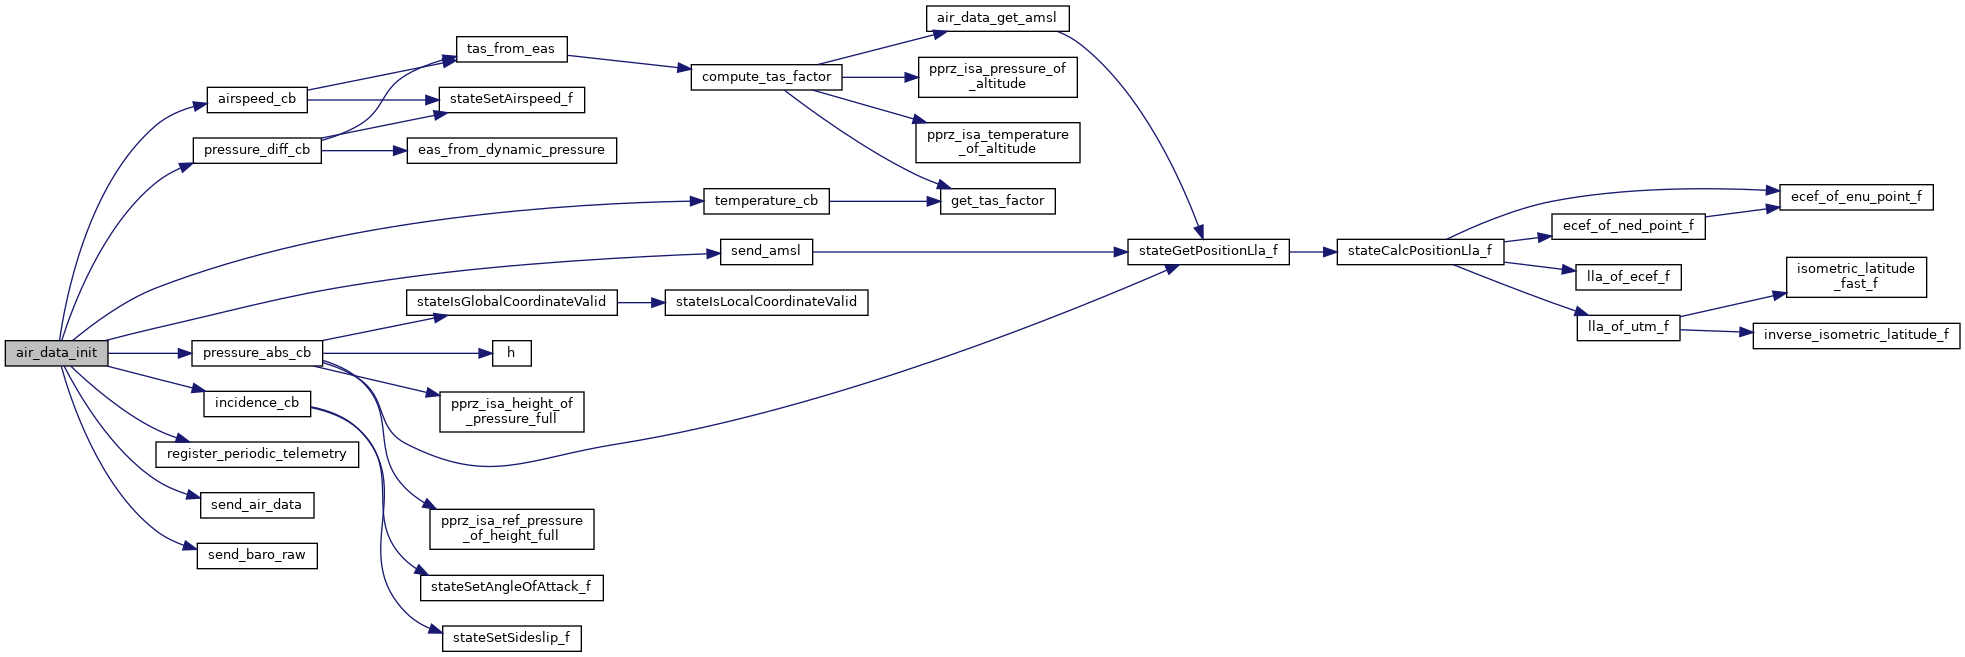 air_data_get_amsl
tas_from_eas
pprz_isa_pressure_of
_altitude
compute_tas_factor
airspeed_cb
stateSetAirspeed_f
pprz_isa_temperature
_of_altitude
pressure_diff_cb
eas_from_dynamic_pressure
ecef_of_enu_point_f
temperature_cb
get_tas_factor
ecef_of_ned_point_f
send_amsl
stateGetPositionLla_f
stateCalcPositionLla_f
isometric_latitude
_fast_f
lla_of_ecef_f
stateIsGlobalCoordinateValid
stateIsLocalCoordinateValid
lla_of_utm_f
inverse_isometric_latitude_f
air_data_init
pressure_abs_cb
h
incidence_cb
pprz_isa_height_of
_pressure_full
register_periodic_telemetry
send_air_data
pprz_isa_ref_pressure
_of_height_full
send_baro_raw
stateSetAngleOfAttack_f
stateSetSideslip_f